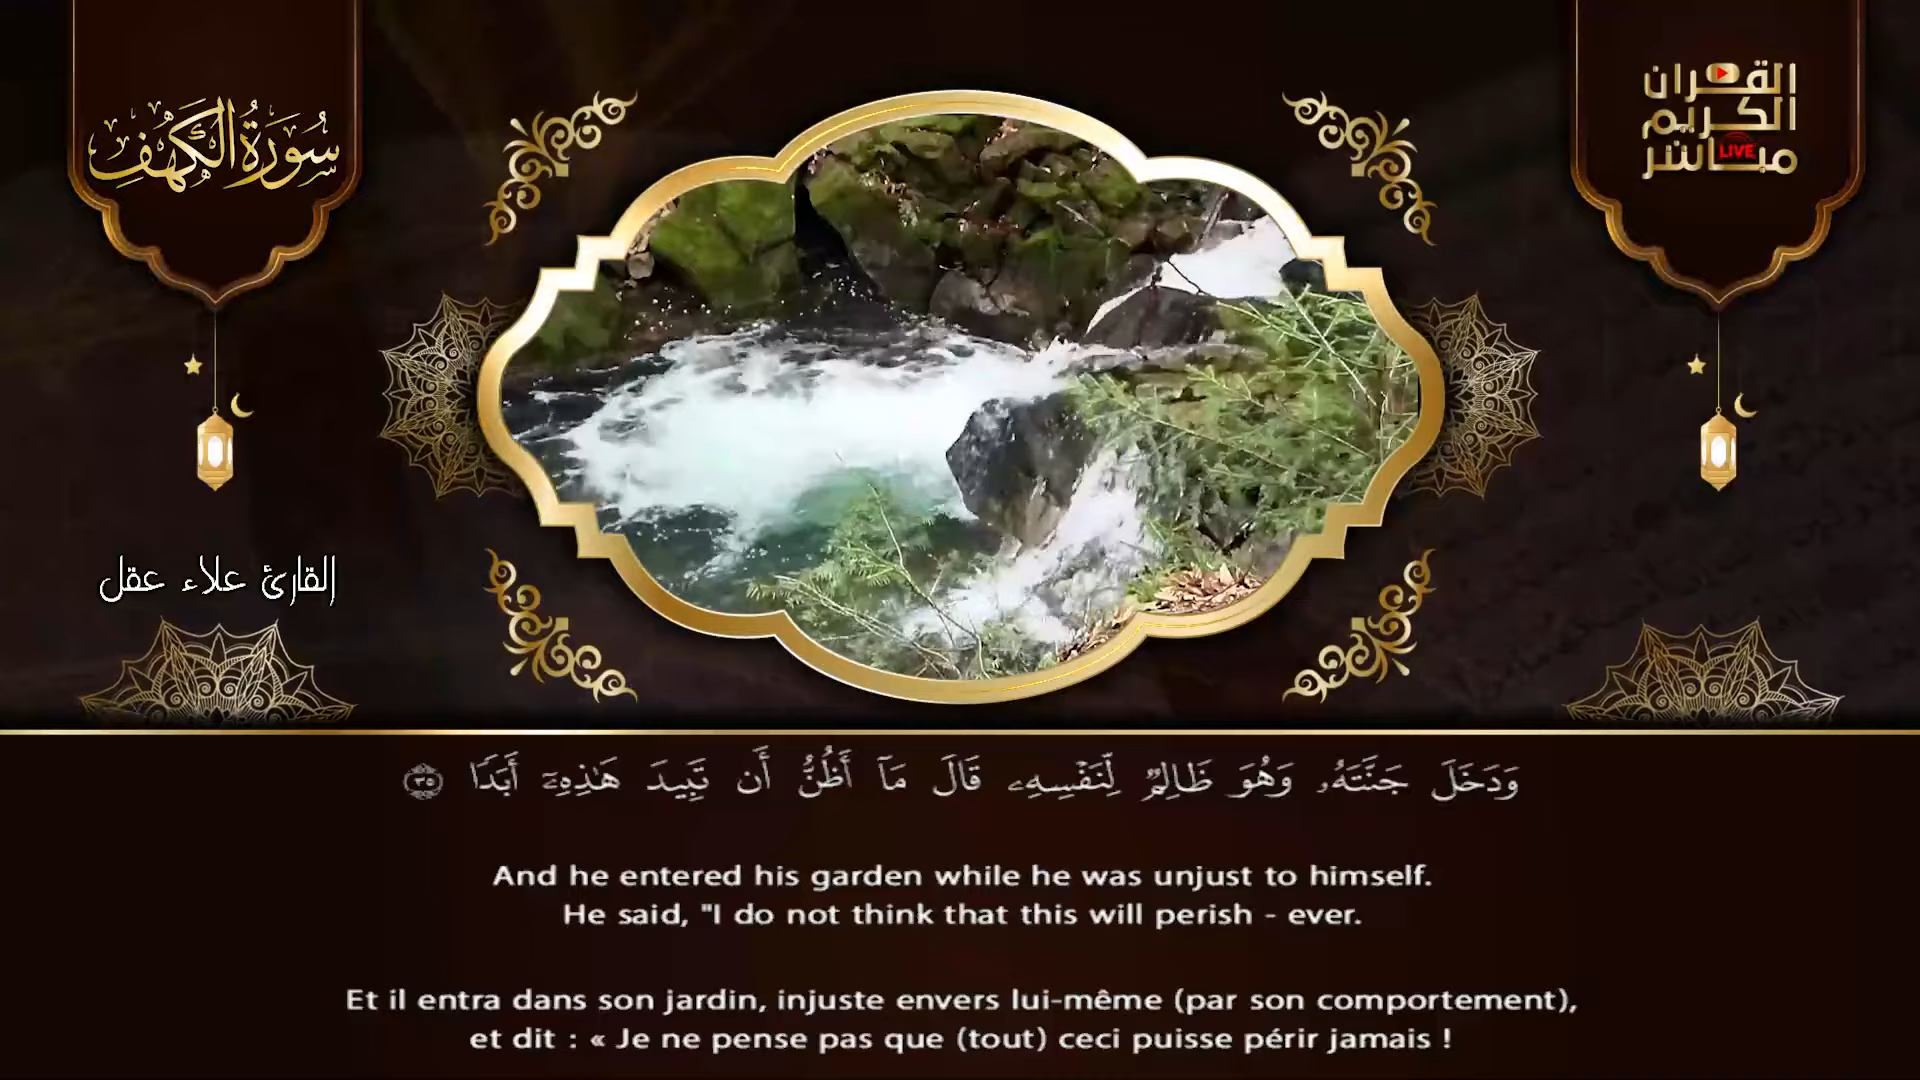 سُورَةُ الْكَهْفِ
القرآن
الكريم
مباشر
LIVE
القارئ علاء عقل
وَدَخَلَ جَنَّتَهُۥ وَهُوَ ظَالِمٌ لِّنَفْسِهِۦ قَالَ مَآ أَظُنُّ أَن تَبِيدَ هَٰذِهِۦٓ أَبَدًا ٣٥
And he entered his garden while he was unjust to himself.
He said, "I do not think that this will perish - ever.
Et il entra dans son jardin, injuste envers lui-même (par son comportement),
et dit : « Je ne pense pas que (tout) ceci puisse périr jamais !